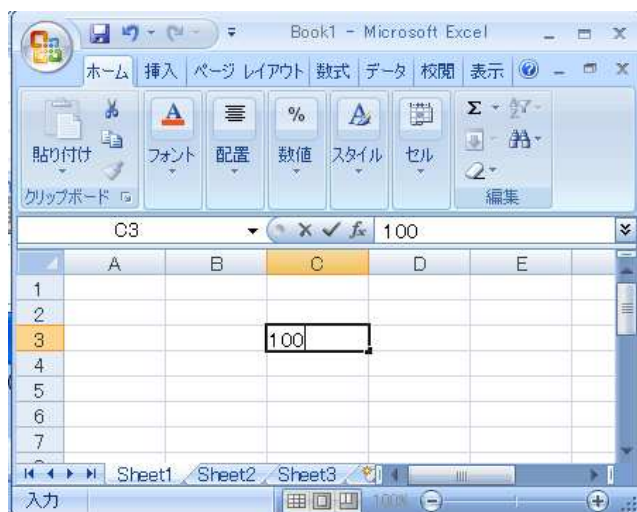 Book1 - Microsoft Excel
ホーム 挿入 ページ レイアウト 数式 データ 校閲 表示
貼り付け フォント 配置 % 数値 スタイル セル Σ
クリップボード 編集
C3 fx 100
A B C D E
1
2
3 100
4
5
6
7
Sheet1 Sheet2 Sheet3
入力 100%